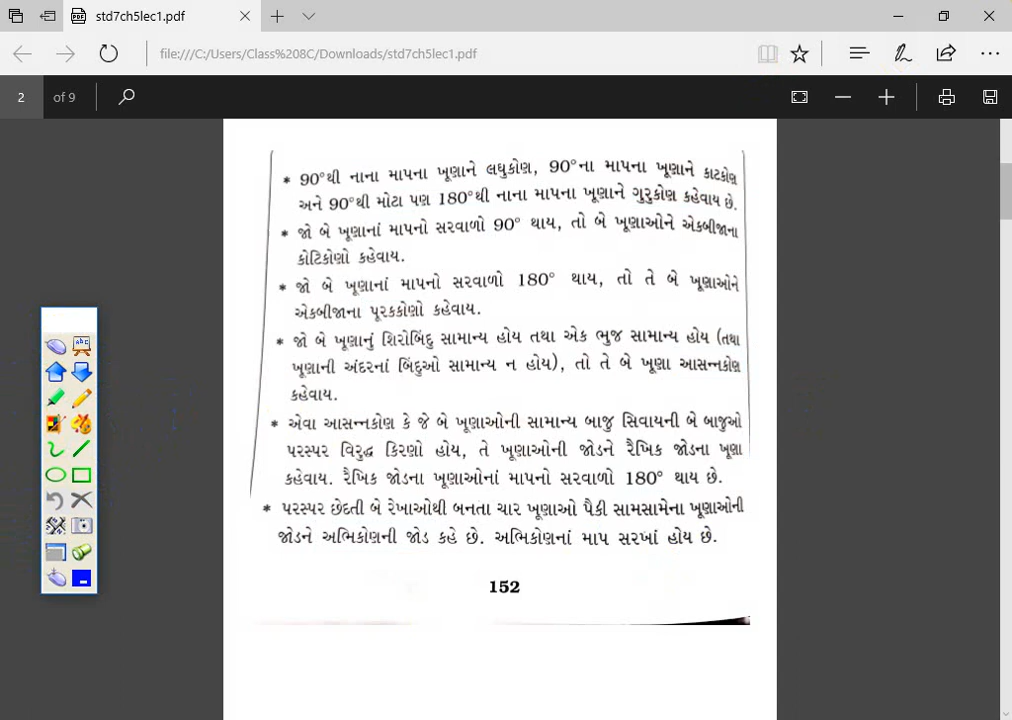 std7ch5lec1.pdf
file:///C:/Users/Class%208C/Downloads/std7ch5lec1.pdf
2 of 9
* 90°થી નાના માપના ખૂણાને લઘુકોણ, 90°ના માપના ખૂણાને કાટકોણ
અને 90°થી મોટા પણ 180°થી નાના માપના ખૂણાને ગુરુકોણ કહેવાય છે.
* જો બે ખૂણાનાં માપનો સરવાળો 90° થાય, તો બે ખૂણાઓને એકબીજાના
કોટિકોણો કહેવાય.
* જો બે ખૂણાનાં માપનો સરવાળો 180° થાય, તો તે બે ખૂણાઓને
એકબીજાના પૂરકકોણો કહેવાય.
* જો બે ખૂણાનું શિરોબિંદુ સામાન્ય હોય તથા એક ભુજ સામાન્ય હોય (તથા
ખૂણાની અંદરનાં બિંદુઓ સામાન્ય ન હોય), તો તે બે ખૂણા આસન્નકોણ
કહેવાય.
* એવા આસન્નકોણ કે જે બે ખૂણાઓની સામાન્ય બાજુ સિવાયની બે બાજુઓ
પરસ્પર વિરુદ્ધ કિરણો હોય, તે ખૂણાઓની જોડને રૈખિક જોડના ખૂણા
કહેવાય. રૈખિક જોડના ખૂણાઓનાં માપનો સરવાળો 180° થાય છે.
* પરસ્પર છેદતી બે રેખાઓથી બનતા ચાર ખૂણાઓ પૈકી સામસામેના ખૂણાઓની
જોડને અભિકોણની જોડ કહે છે. અભિકોણનાં માપ સરખાં હોય છે.
152